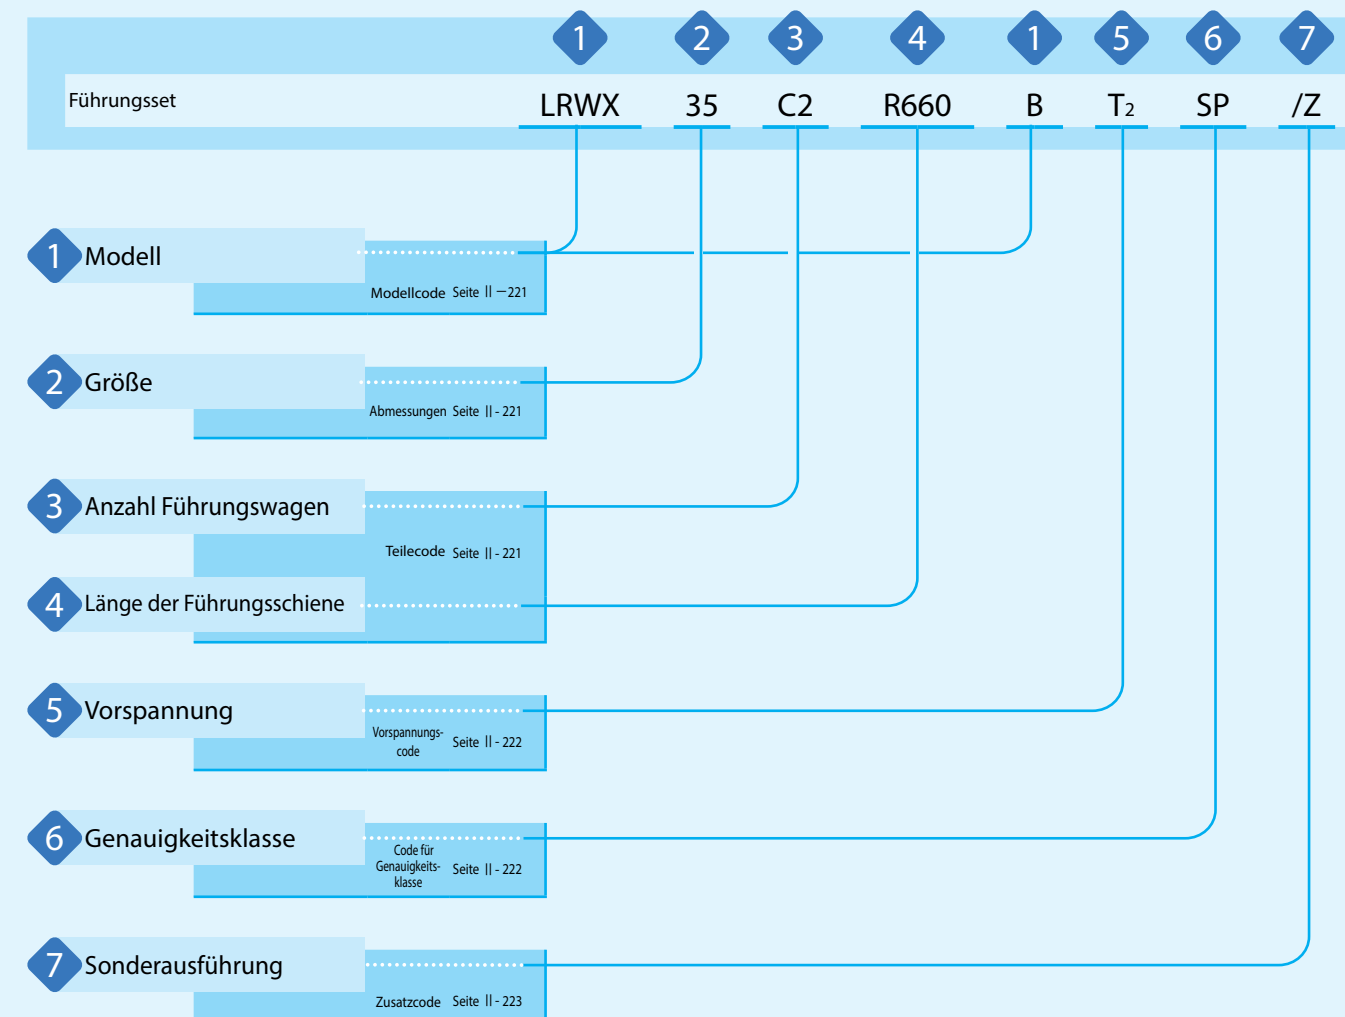 1 2 3 4 1 5 6 7
Führungsset LRWX 35 C2 R660 B T2 SP /Z
1 Modell
Modellcode Seite Ⅱ－221
2 Größe
Abmessungen Seite Ⅱ - 221
3 Anzahl Führungswagen
Teilecode Seite Ⅱ - 221
4 Länge der Führungsschiene
5 Vorspannung
Vorspannungs-
code
Seite Ⅱ - 222
6 Genauigkeitsklasse
Code für
Genauigkeits-
klasse
Seite Ⅱ - 222
7 Sonderausführung
Zusatzcode Seite Ⅱ - 223